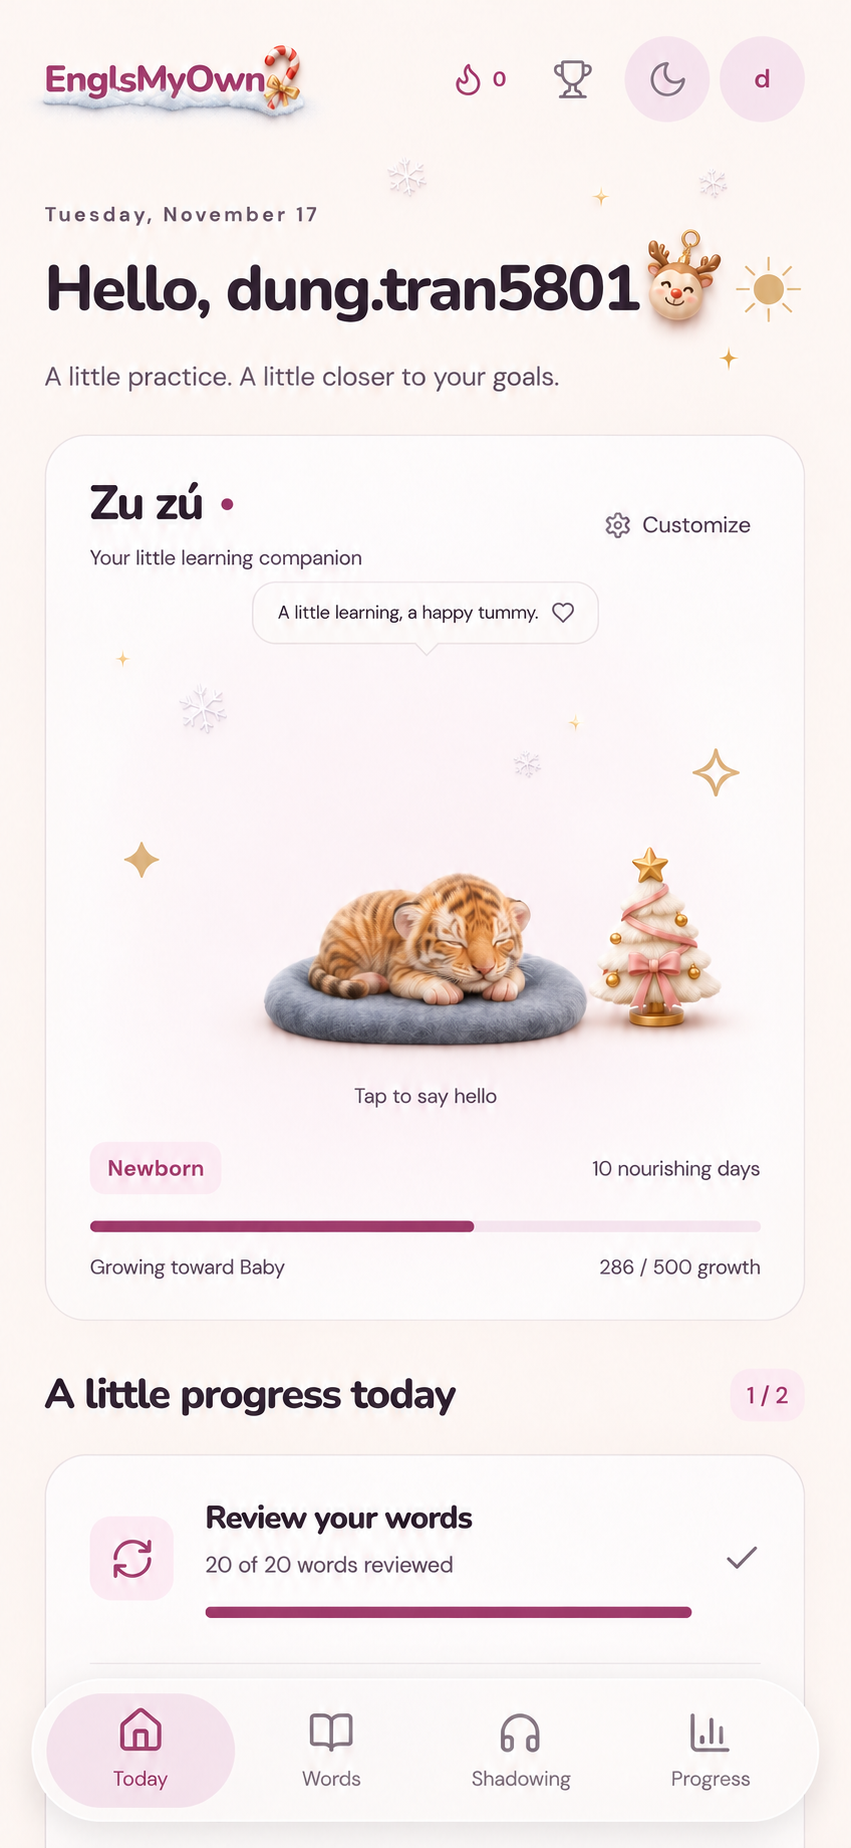 EnglsMyOwn
0
d
Tuesday, November 17
Hello, dung.tran5801
A little practice. A little closer to your goals.
Zu zú
Customize
Your little learning companion
A little learning, a happy tummy.
Tap to say hello
Newborn
10 nourishing days
Growing toward Baby
286 / 500 growth
A little progress today
1 / 2
Review your words
20 of 20 words reviewed
Today
Words
Shadowing
Progress